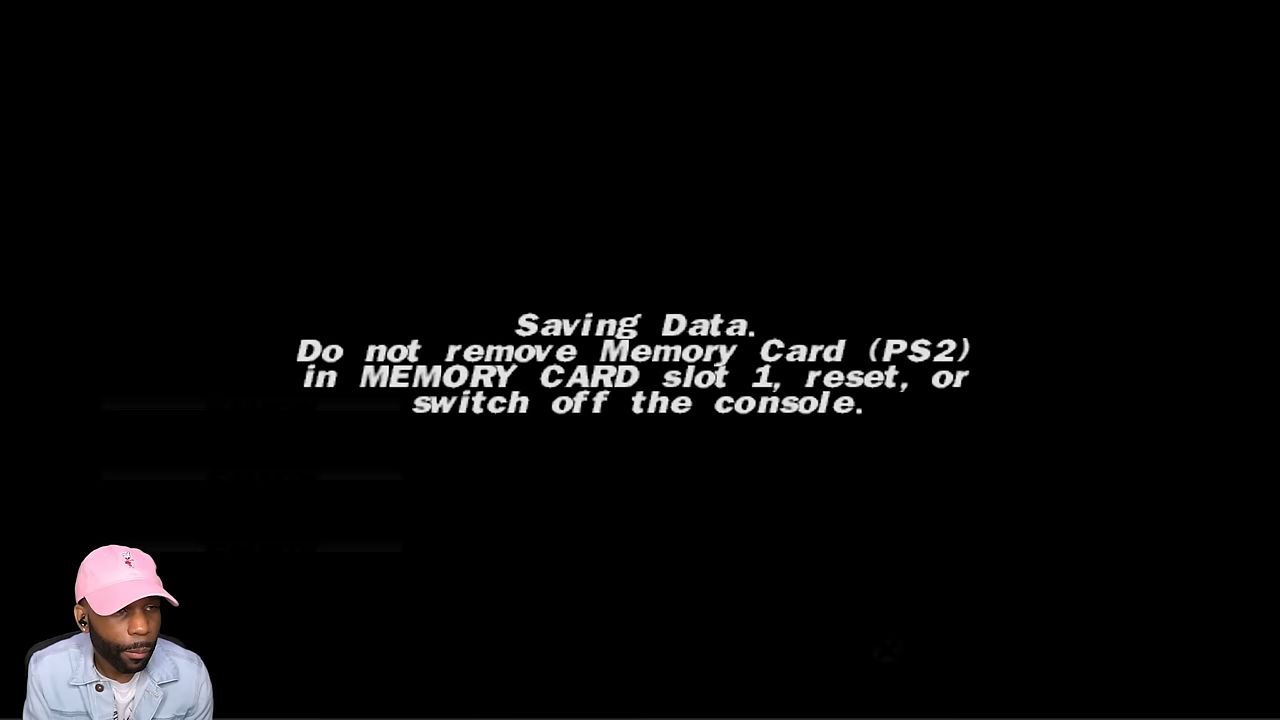 Saving Data.
Do not remove Memory Card (PS2)
in MEMORY CARD slot 1, reset, or
switch off the console.